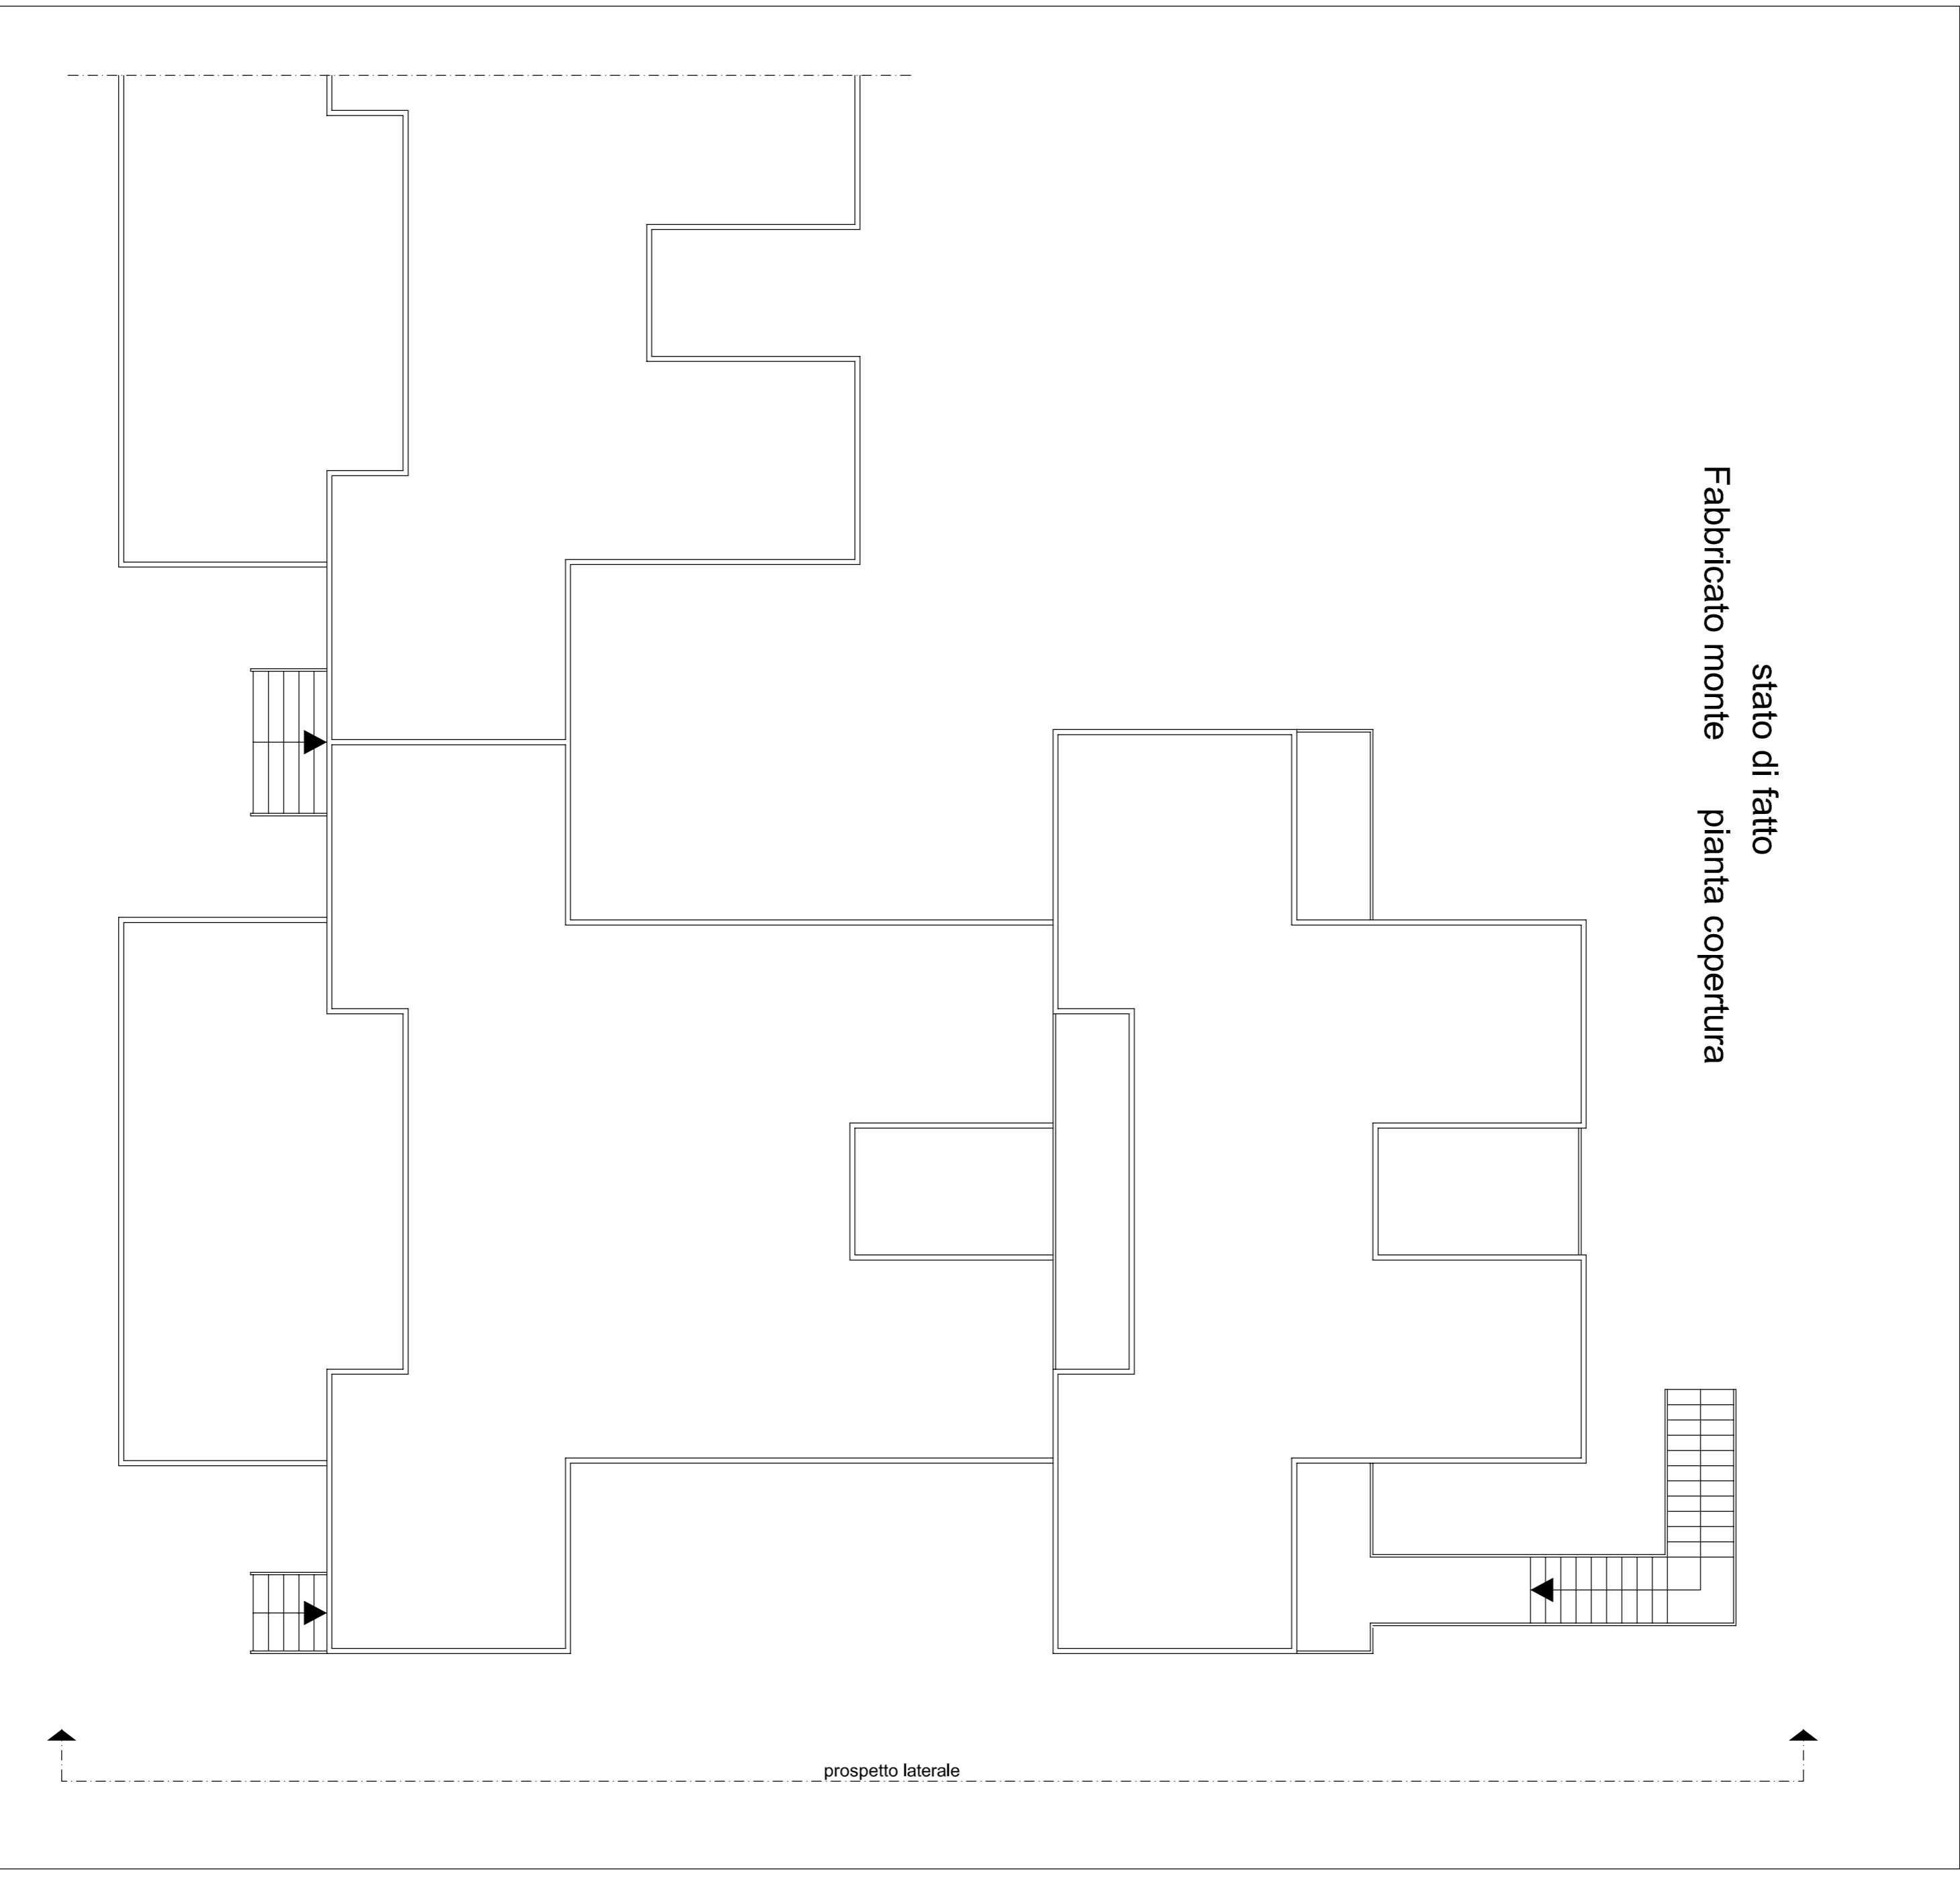 stato di fatto
Fabbricato monte pianta copertura
prospetto laterale